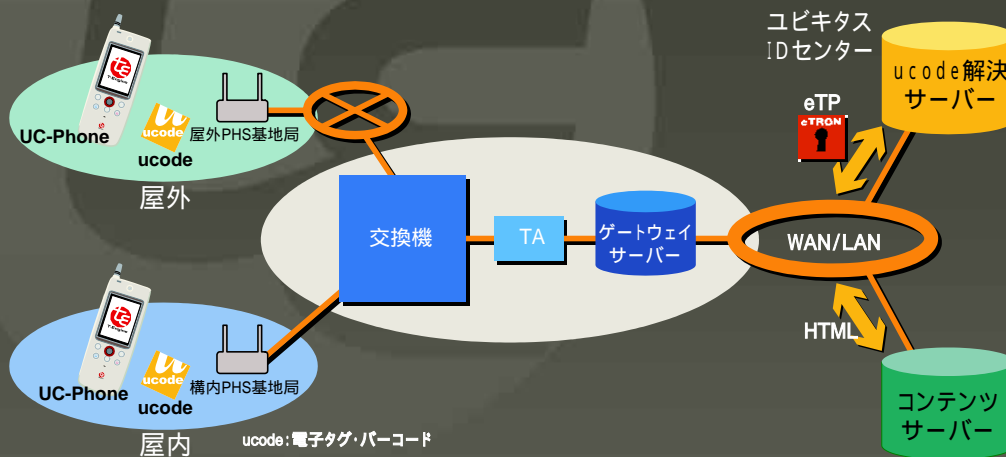 ユビキタス
IDセンター
ucode解決
サーバー
eTP
eTRON
UC-Phone
ucode
ucode
屋外PHS基地局
屋外
交換機
TA
ゲートウェイ
サーバー
WAN/LAN
HTML
UC-Phone
ucode
ucode
構内PHS基地局
屋内
ucode:電子タグ・バーコード
コンテンツ
サーバー